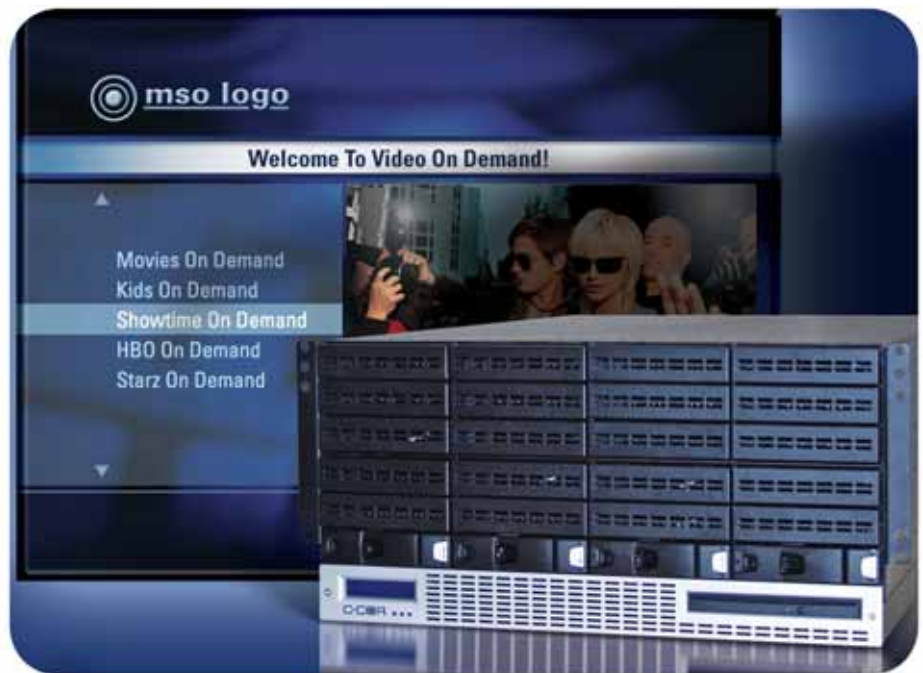 mso logo
Welcome To Video On Demand!
Movies On Demand
Kids On Demand
Showtime On Demand
HBO On Demand
Starz On Demand
C-COR